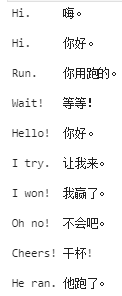 Hi. 嗨。
Hi. 你好。
Run. 你用跑的。
Wait! 等等！
Hello! 你好。
I try. 让我来。
I won! 我赢了。
Oh no! 不会吧。
Cheers! 干杯!
He ran. 他跑了。